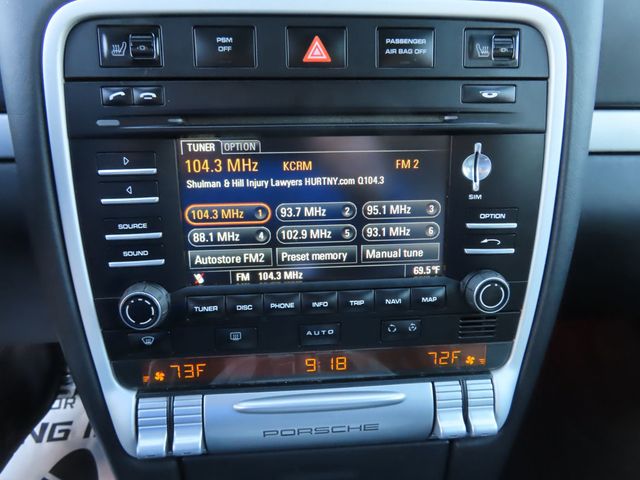 PSM OFF
PASSENGER AIR BAG OFF
TUNER OPTION
104.3 MHz KCRM FM 2
Shulman & Hill Injury Lawyers HURTNY.com Q104.3
104.3 MHz 1 93.7 MHz 2 95.1 MHz 3
88.1 MHz 4 102.9 MHz 5 93.1 MHz 6
Autostore FM2 Preset memory Manual tune
FM 104.3 MHz 69.5°F
SIM
SOURCE
SOUND
OPTION
TUNER DISC PHONE INFO TRIP NAVI MAP
AUTO
73F 9:18 72F
PORSCHE
OR
ING IN